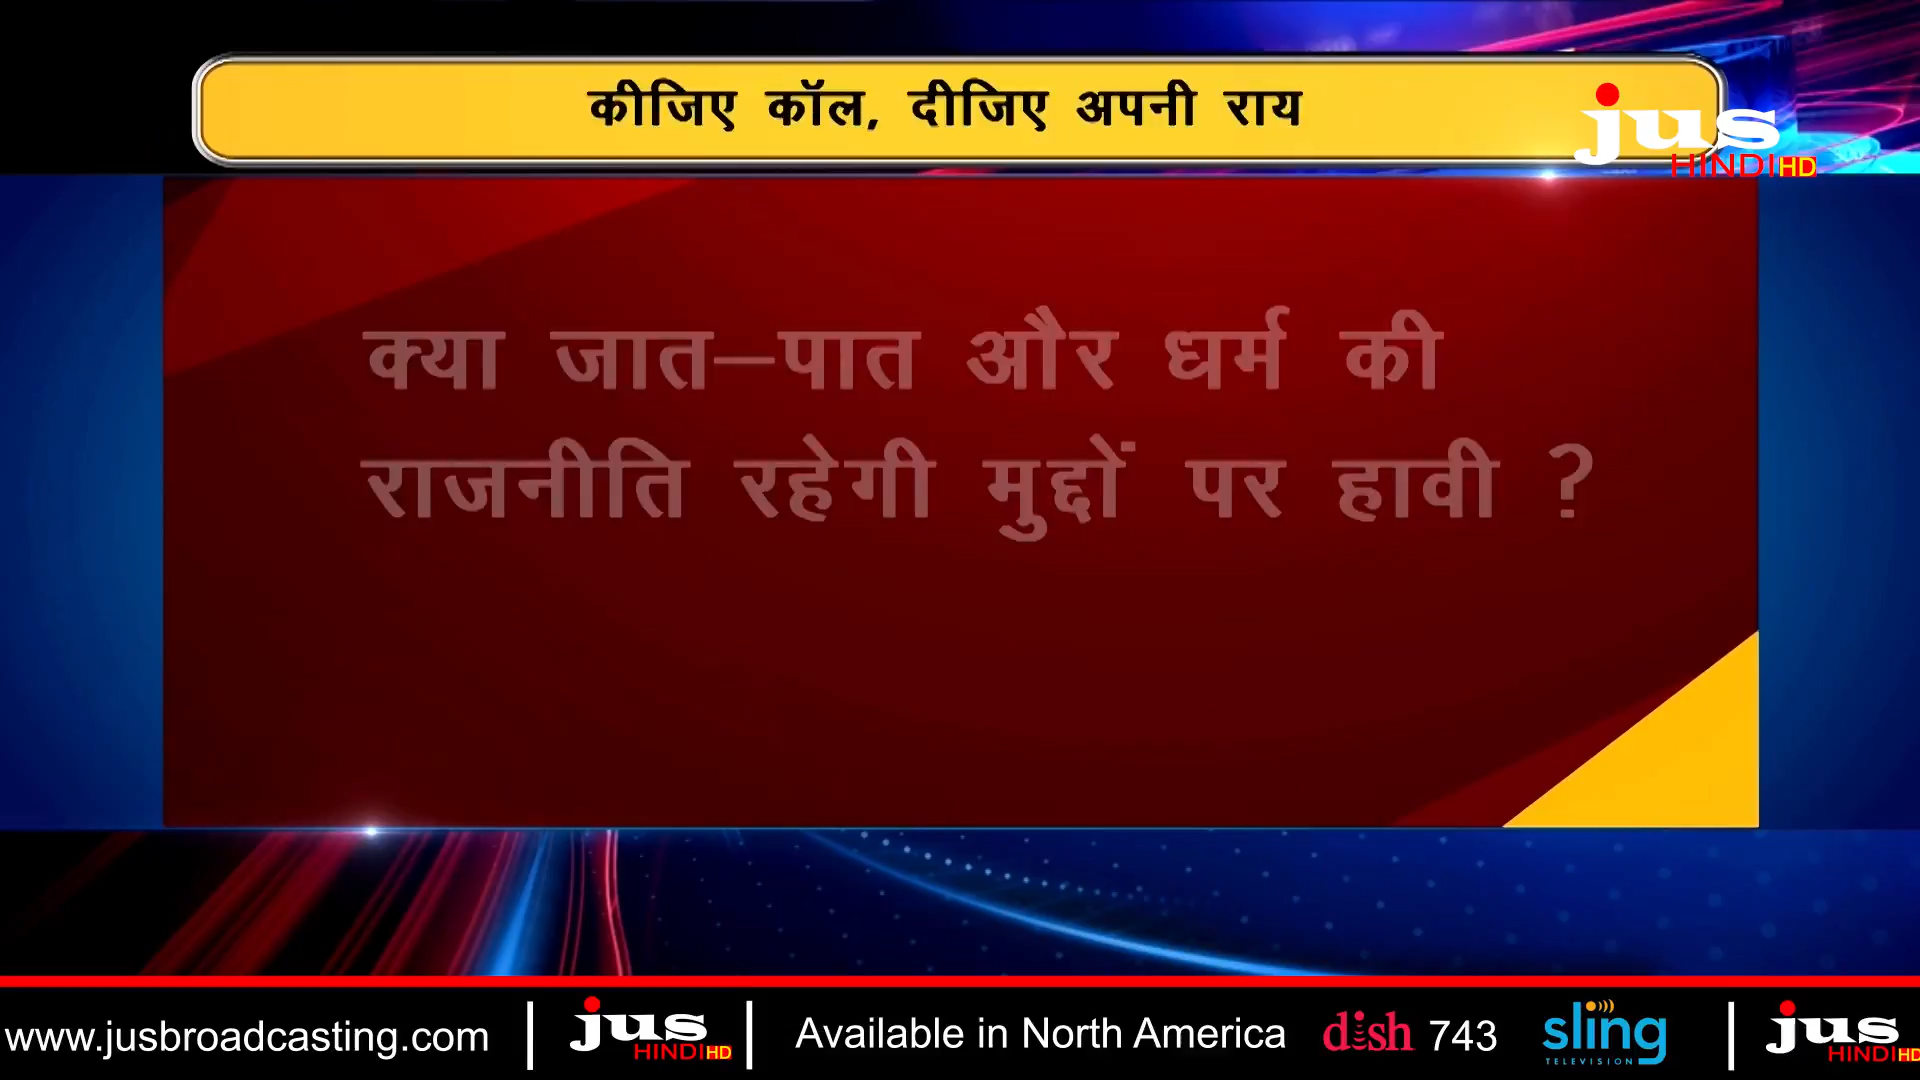 कीजिए कॉल, दीजिए अपनी राय
jus
HINDI HD
क्या जात–पात और धर्म की
राजनीति रहेगी मुद्दों पर हावी ?
www.jusbroadcasting.com
jus
HINDI HD
Available in North America dish 743
sling
TELEVISION
jus
HINDI HD